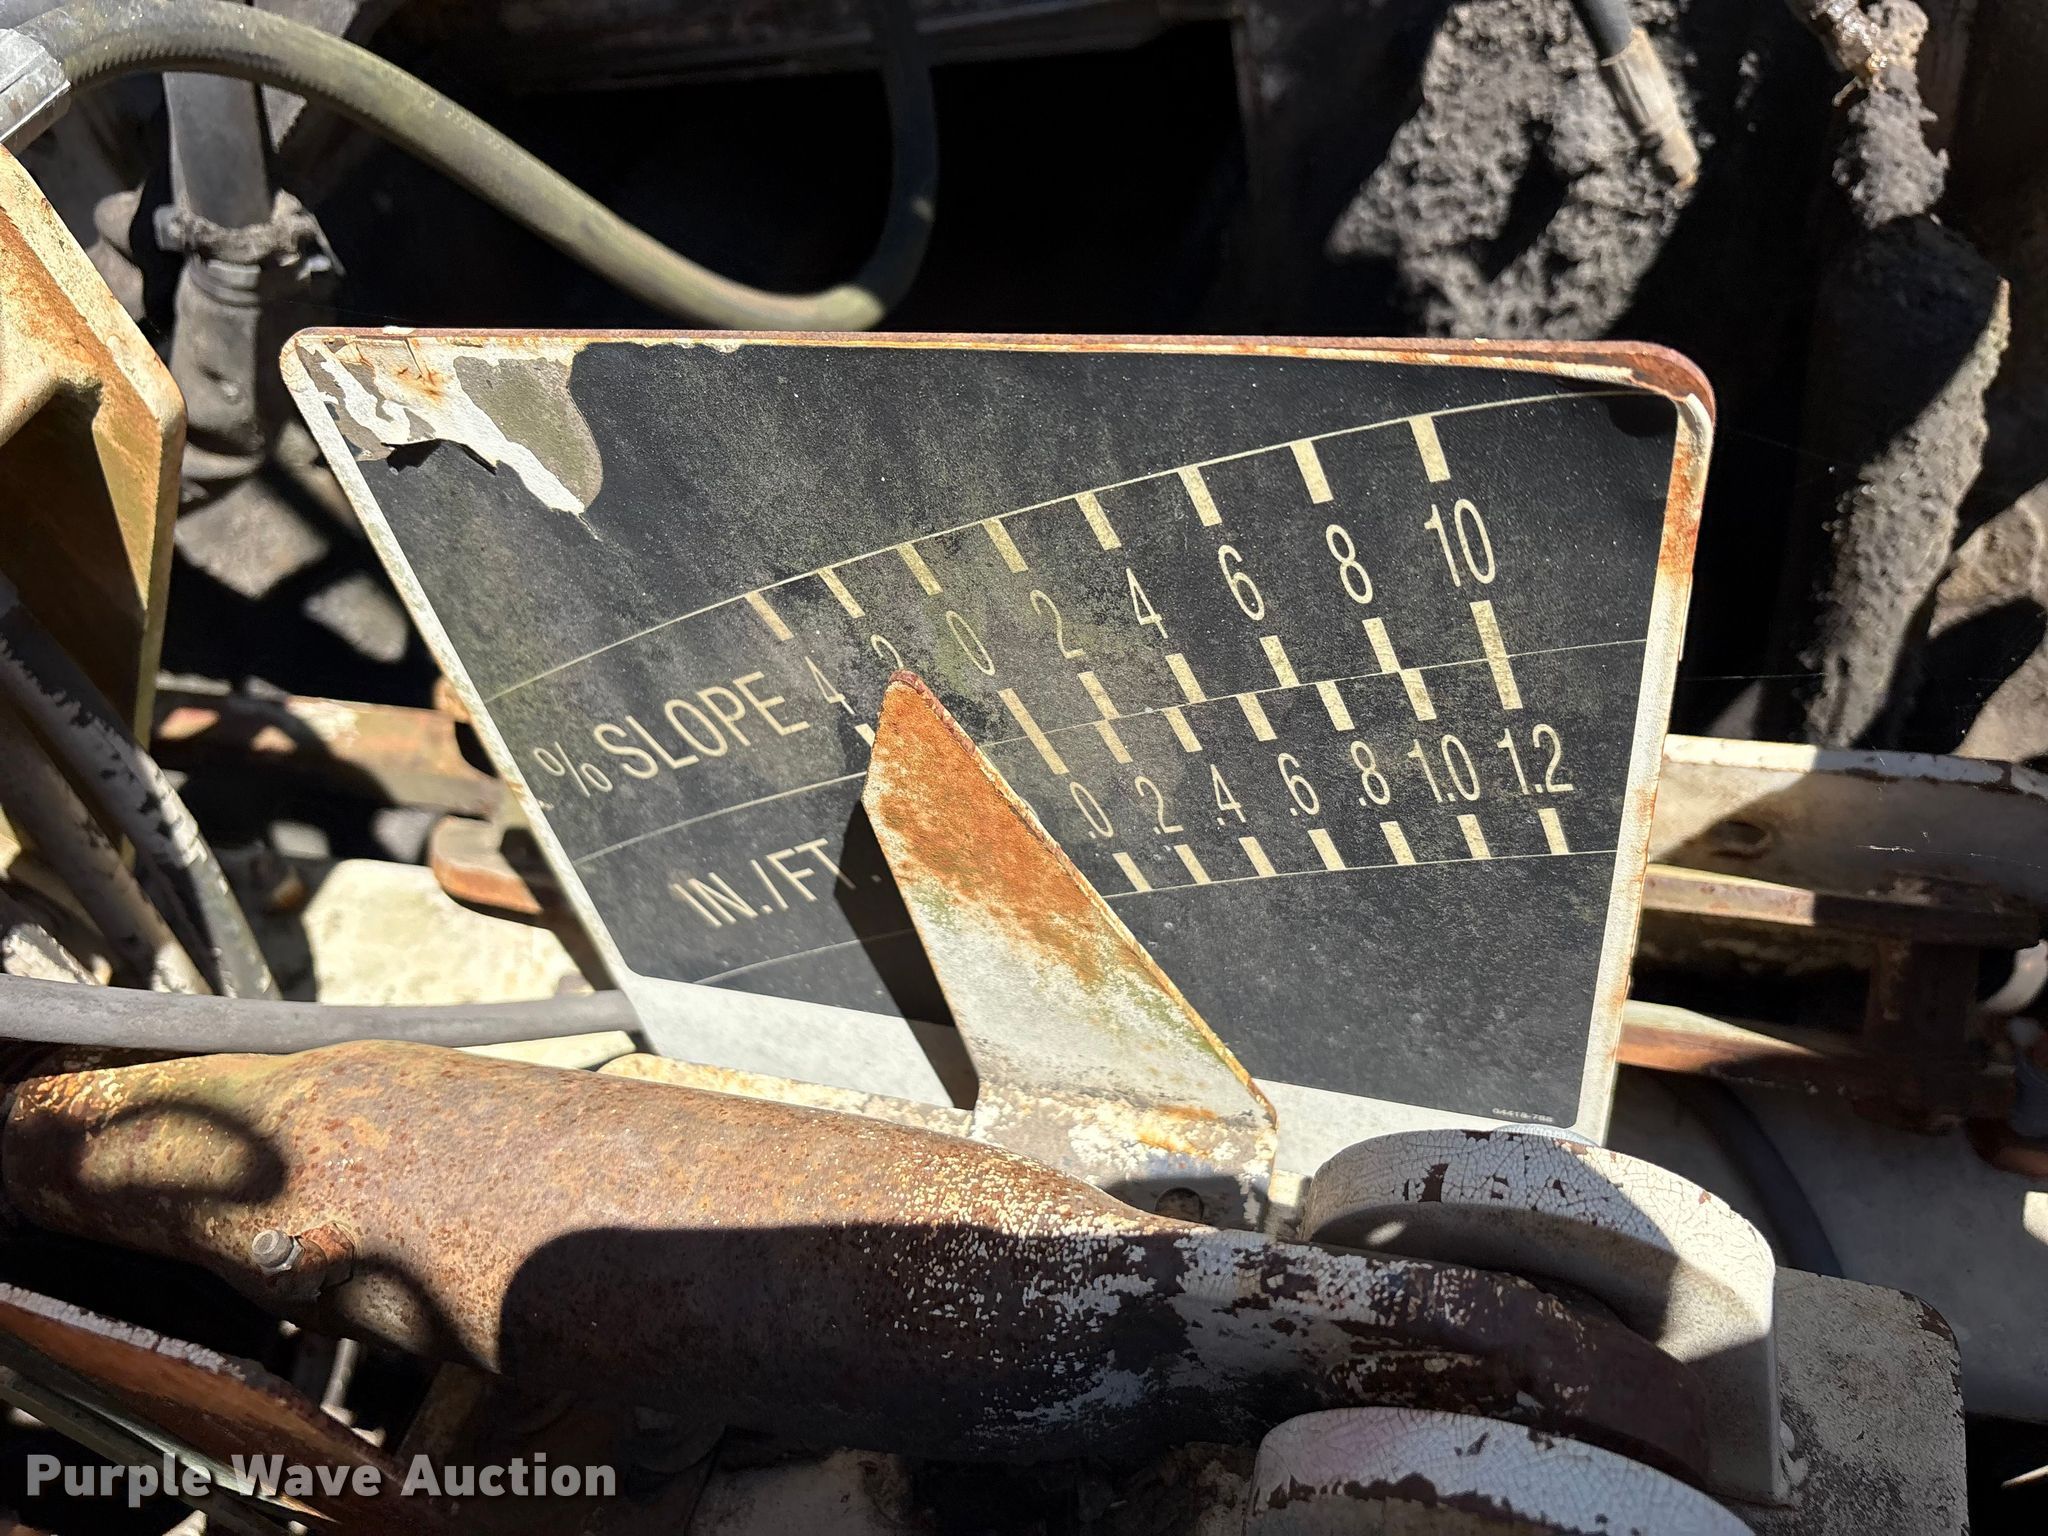 % SLOPE 4 2 0 2 4 6 8 10
IN./FT. .0 .2 .4 .6 .8 1.0 1.2
Purple Wave Auction